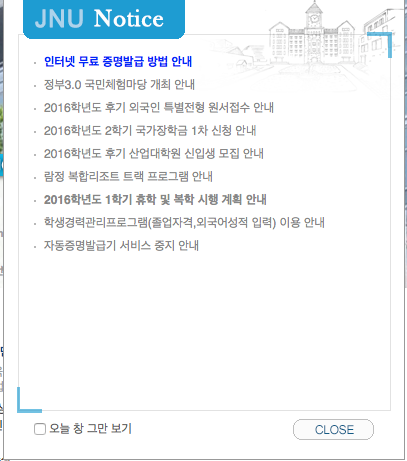 JNU Notice
· 인터넷 무료 증명발급 방법 안내
· 정부3.0 국민체험마당 개최 안내
· 2016학년도 후기 외국인 특별전형 원서접수 안내
· 2016학년도 2학기 국가장학금 1차 신청 안내
· 2016학년도 후기 산업대학원 신입생 모집 안내
· 람정 복합리조트 트랙 프로그램 안내
· 2016학년도 1학기 휴학 및 복학 시행 계획 안내
· 학생경력관리프로그램(졸업자격,외국어성적 입력) 이용 안내
· 자동증명발급기 서비스 중지 안내
오늘 창 그만 보기
CLOSE